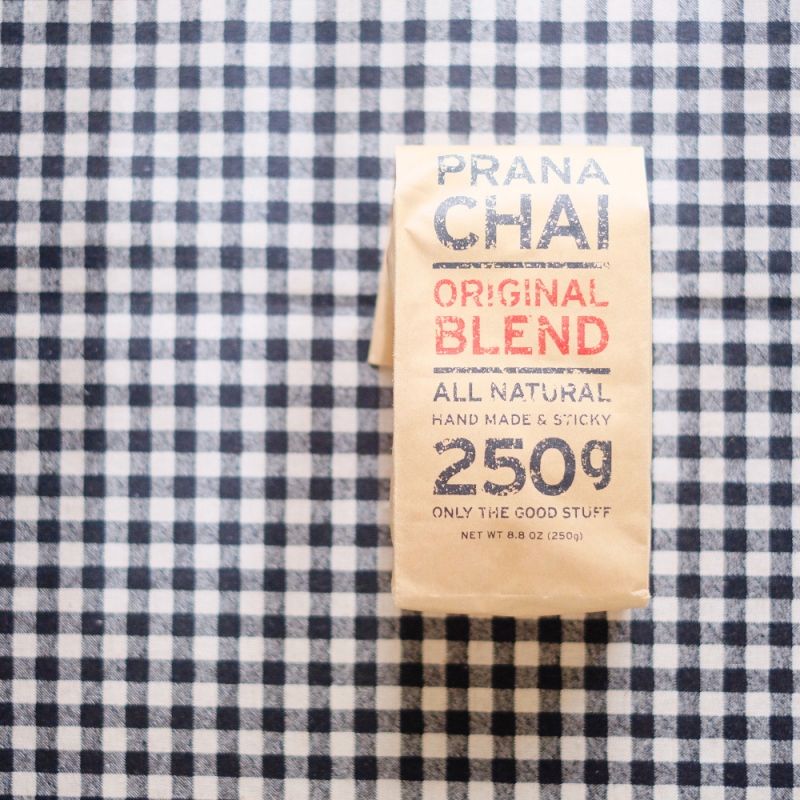 PRANA
CHAI
ORIGINAL
BLEND
ALL NATURAL
HAND MADE & STICKY
250g
ONLY THE GOOD STUFF
NET WT 8.8 OZ (250g)